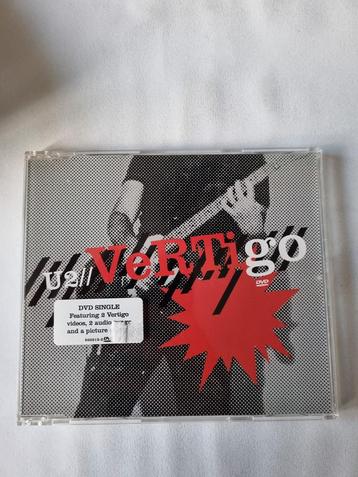 U2// VeRTigo
DVD
DVD SINGLE
Featuring 2 Vertigo
videos, 2 audio
and a picture